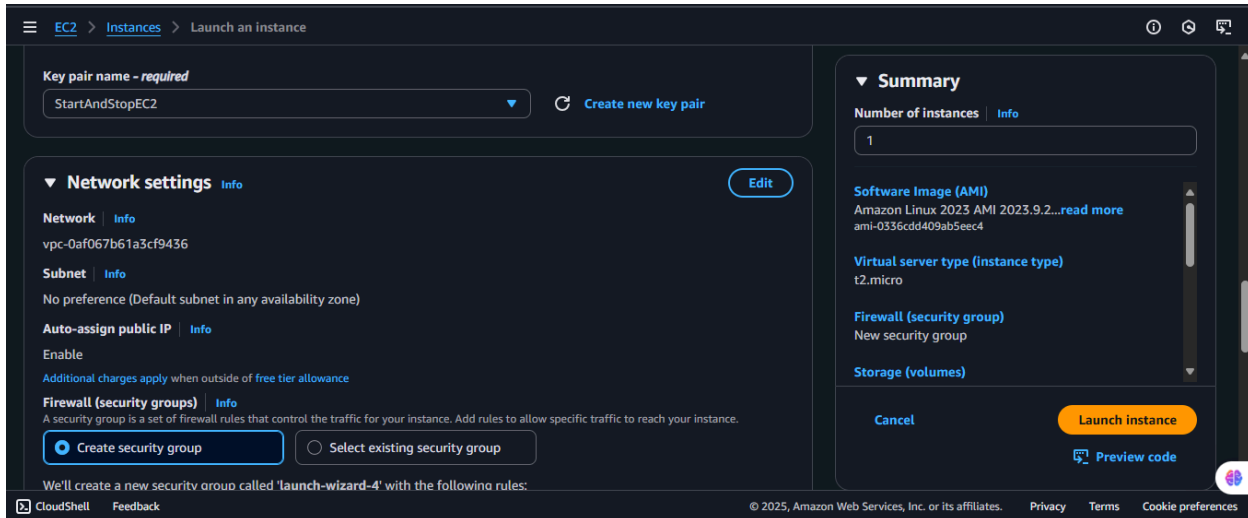 EC2 > Instances > Launch an instance
Key pair name - required
StartAndStopEC2
Create new key pair
Network settings Info
Edit
Network Info
vpc-0af067b61a3cf9436
Subnet Info
No preference (Default subnet in any availability zone)
Auto-assign public IP Info
Enable
Additional charges apply when outside of free tier allowance
Firewall (security groups) Info
A security group is a set of firewall rules that control the traffic for your instance. Add rules to allow specific traffic to reach your instance.
Create security group
Select existing security group
We'll create a new security group called 'launch-wizard-4' with the following rules:
Summary
Number of instances Info
1
Software Image (AMI)
Amazon Linux 2023 AMI 2023.9.2...read more
ami-0336cdd409ab5eec4
Virtual server type (instance type)
t2.micro
Firewall (security group)
New security group
Storage (volumes)
Cancel
Launch instance
Preview code
CloudShell Feedback
© 2025, Amazon Web Services, Inc. or its affiliates. Privacy Terms Cookie preferences